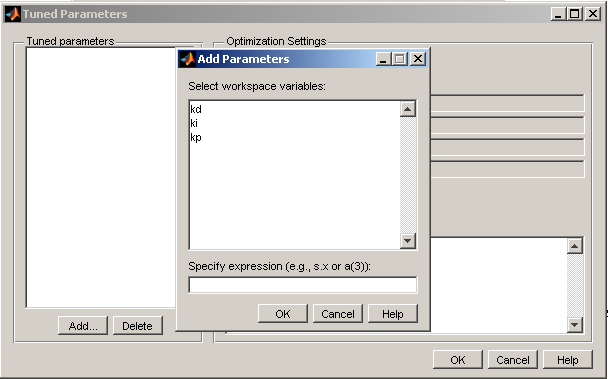 Tuned Parameters
Tuned parameters
Optimization Settings
Add Parameters
Select workspace variables:
kd
ki
kp
Specify expression (e.g., s.x or a(3)):
OK Cancel Help
Add... Delete
OK Cancel Help